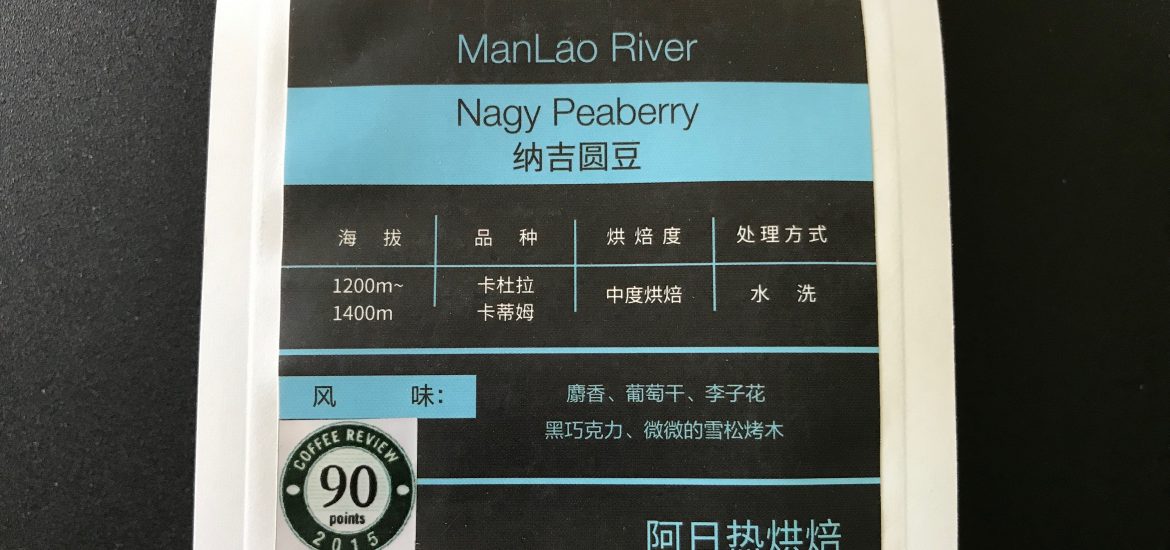 ManLao River
Nagy Peaberry
纳吉圆豆
海 拔 品 种 烘焙度 处理方式
1200m~ 卡杜拉 中度烘焙 水 洗
1400m 卡蒂姆
风 味: 麝香、葡萄干、李子花
黑巧克力、微微的雪松烤木
COFFEE REVIEW
90
points
2015
阿日热烘焙